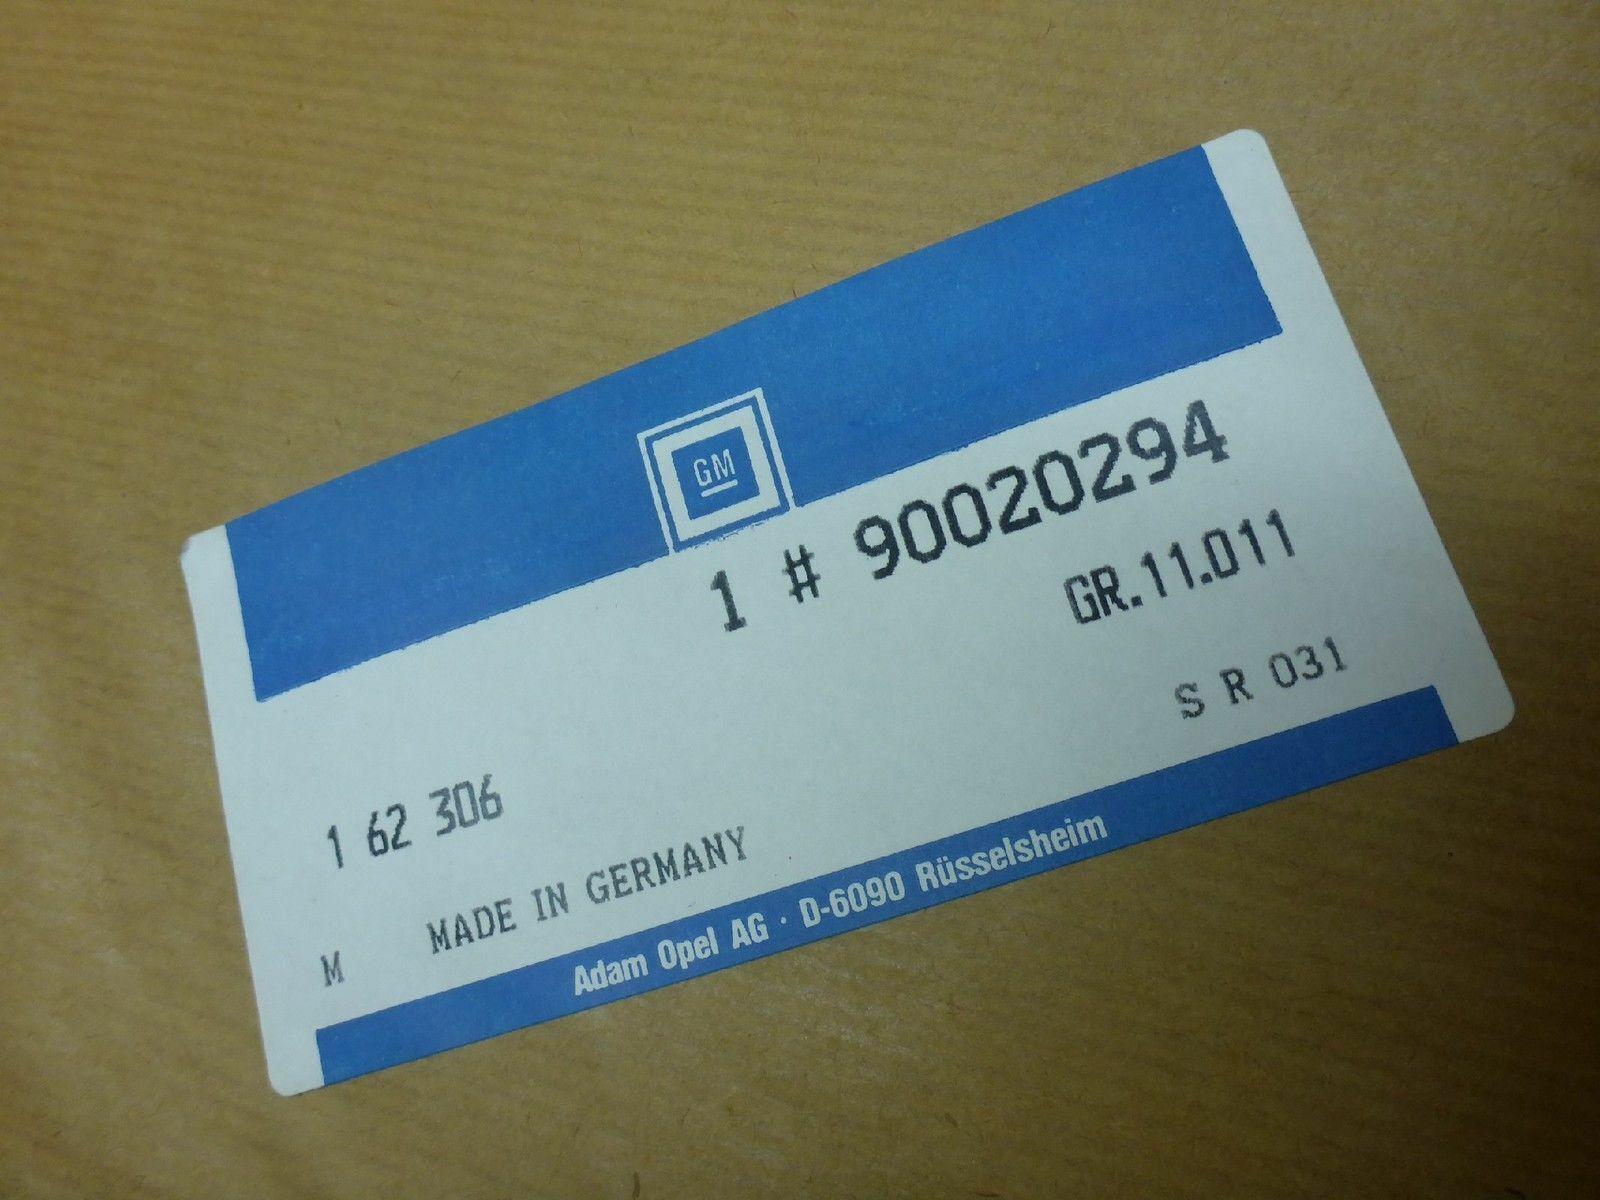 GM
1 # 90020294
GR.11.011
S R 031
1 62 306
M MADE IN GERMANY
Adam Opel AG · D-6090 Rüsselsheim